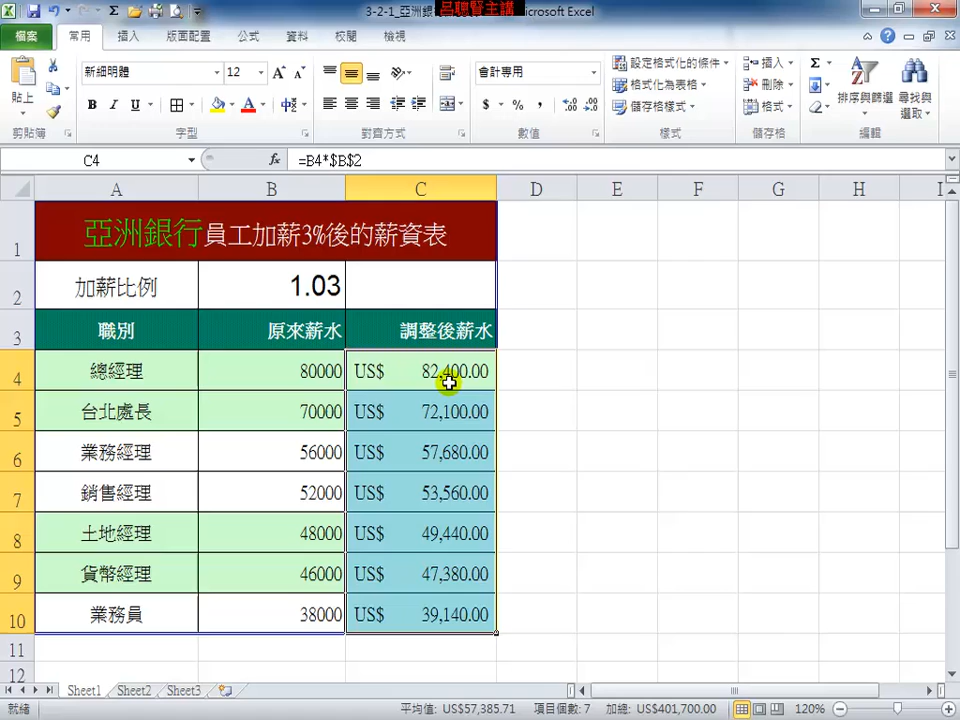 3-2-1_亞洲銀 呂聰賢主講 icrosoft Excel
檔案 常用 插入 版面配置 公式 資料 校閱 檢視
貼上 新細明體 12 會計專用 設定格式化的條件 插入 Σ
B I U 中 $ % , 格式化為表格 刪除 排序與篩選 尋找與選取
儲存格樣式 格式
剪貼簿 字型 對齊方式 數值 樣式 儲存格 編輯
C4 fx =B4*$B$2
A B C D E F G H I
1 亞洲銀行員工加薪3%後的薪資表
2 加薪比例 1.03
3 職別 原來薪水 調整後薪水
4 總經理 80000 US$ 82,400.00
5 台北處長 70000 US$ 72,100.00
6 業務經理 56000 US$ 57,680.00
7 銷售經理 52000 US$ 53,560.00
8 土地經理 48000 US$ 49,440.00
9 貨幣經理 46000 US$ 47,380.00
10 業務員 38000 US$ 39,140.00
11
12
Sheet1 Sheet2 Sheet3
就緒 平均值: US$57,385.71 項目個數: 7 加總: US$401,700.00 120%